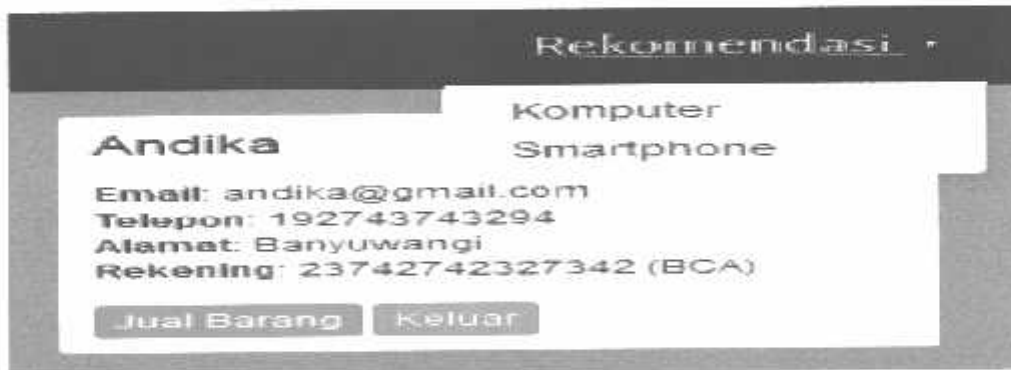 Rekomendasi
Komputer
Smartphone
Andika
Email: andika@gmail.com
Telepon: 192743743294
Alamat: Banyuwangi
Rekening: 23742742327342 (BCA)
Jual Barang
Keluar